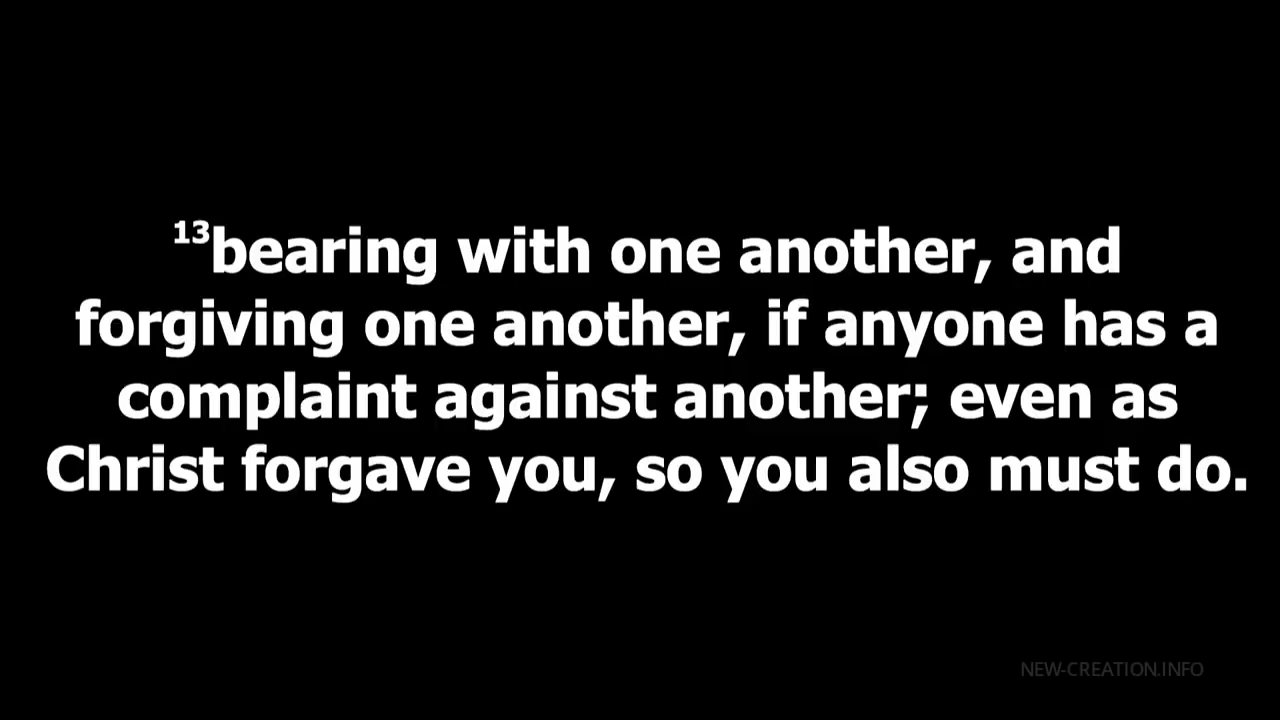 13bearing with one another, and
forgiving one another, if anyone has a
complaint against another; even as
Christ forgave you, so you also must do.
NEW-CREATION.INFO